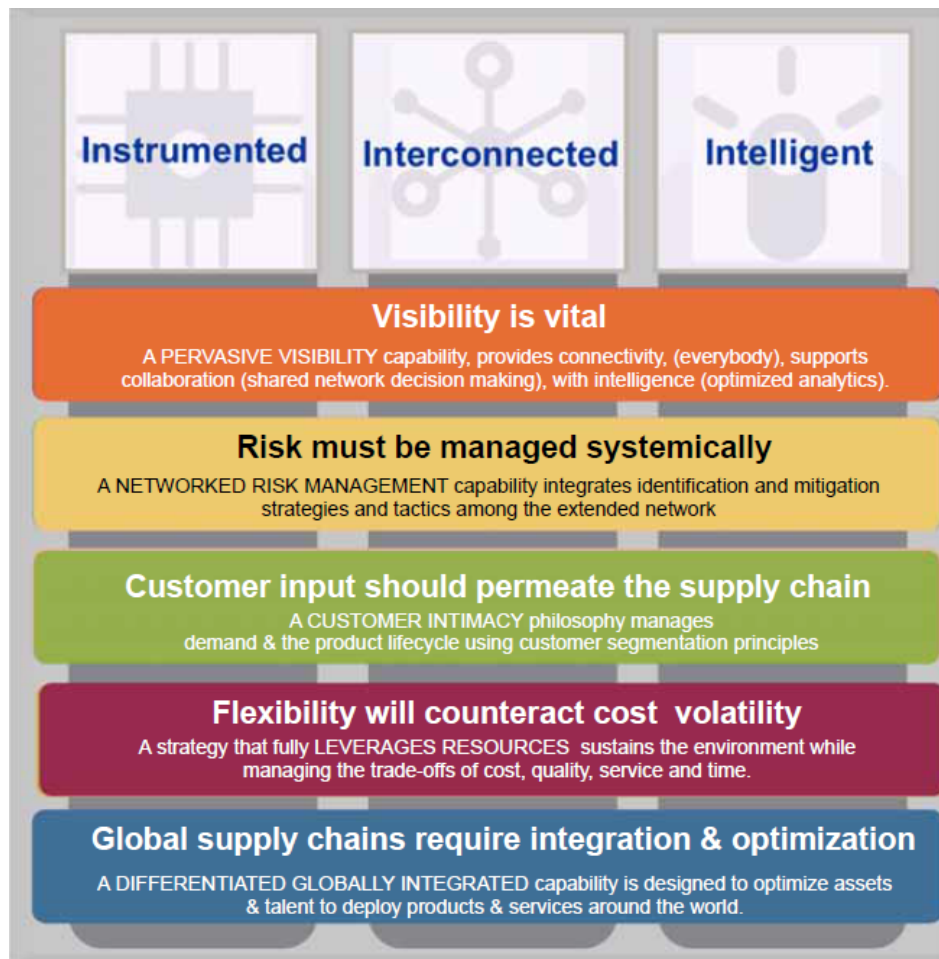 Instrumented
Interconnected
Intelligent
Visibility is vital
A PERVASIVE VISIBILITY capability, provides connectivity, (everybody), supports
collaboration (shared network decision making), with intelligence (optimized analytics).
Risk must be managed systemically
A NETWORKED RISK MANAGEMENT capability integrates identification and mitigation
strategies and tactics among the extended network
Customer input should permeate the supply chain
A CUSTOMER INTIMACY philosophy manages
demand & the product lifecycle using customer segmentation principles
Flexibility will counteract cost volatility
A strategy that fully LEVERAGES RESOURCES sustains the environment while
managing the trade-offs of cost, quality, service and time.
Global supply chains require integration & optimization
A DIFFERENTIATED GLOBALLY INTEGRATED capability is designed to optimize assets
& talent to deploy products & services around the world.